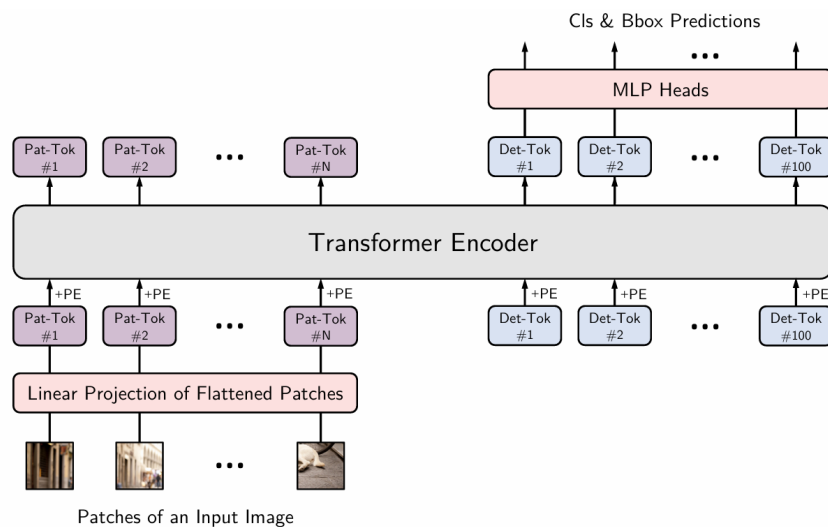 Cls & Bbox Predictions
MLP Heads
Pat-Tok #1
Pat-Tok #2
Pat-Tok #N
Det-Tok #1
Det-Tok #2
Det-Tok #100
Transformer Encoder
+PE
+PE
+PE
+PE
+PE
+PE
Pat-Tok #1
Pat-Tok #2
Pat-Tok #N
Det-Tok #1
Det-Tok #2
Det-Tok #100
Linear Projection of Flattened Patches
Patches of an Input Image